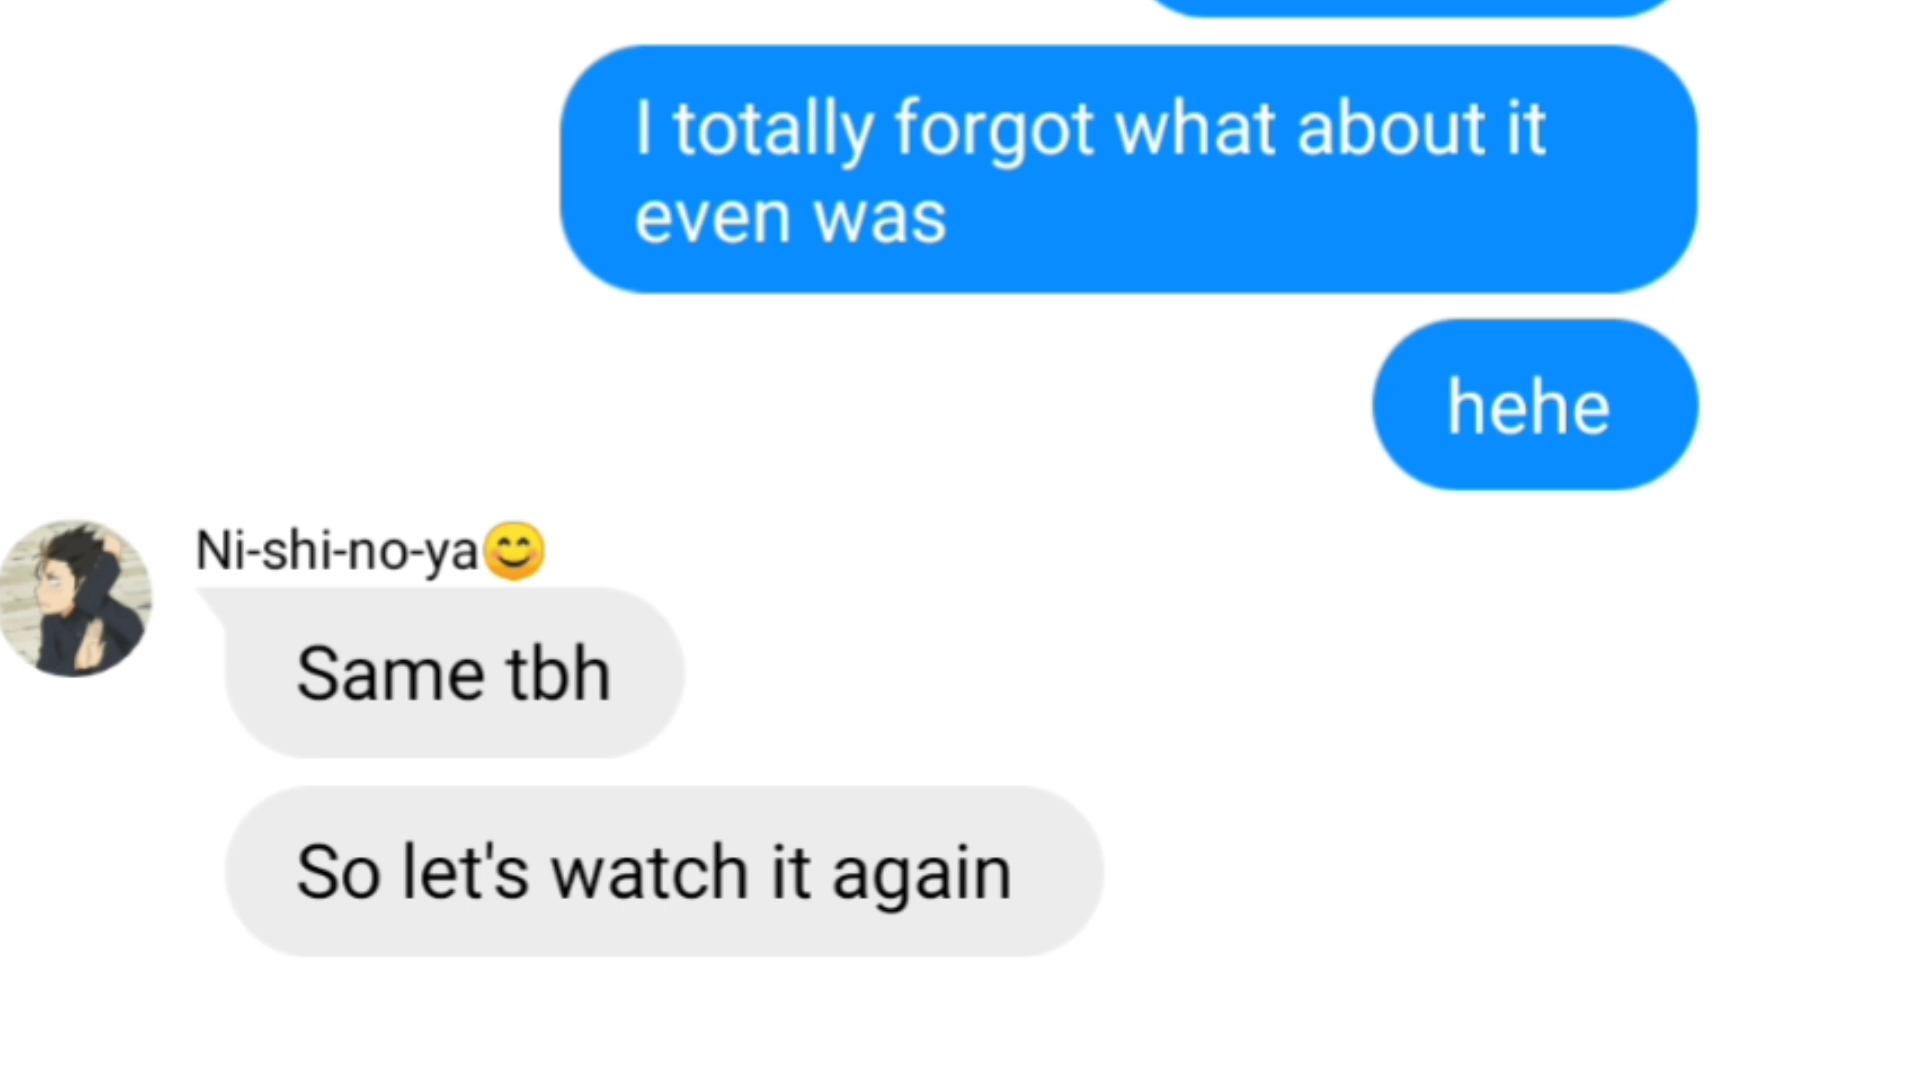 I totally forgot what about it
even was
hehe
Ni-shi-no-ya😊
Same tbh
So let's watch it again